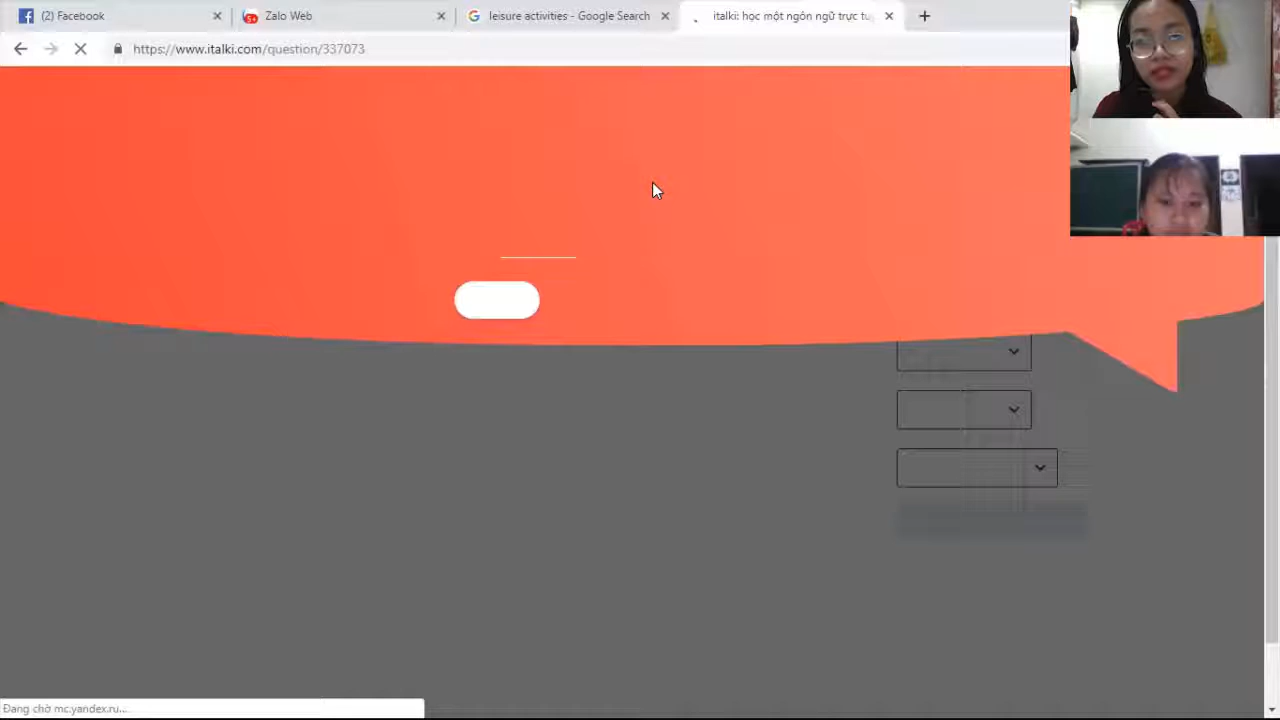 (2) Facebook
5+
Zalo Web
leisure activities - Google Search
italki: học một ngôn ngữ trực
https://www.italki.com/question/337073
Đang chờ mc.yandex.ru...